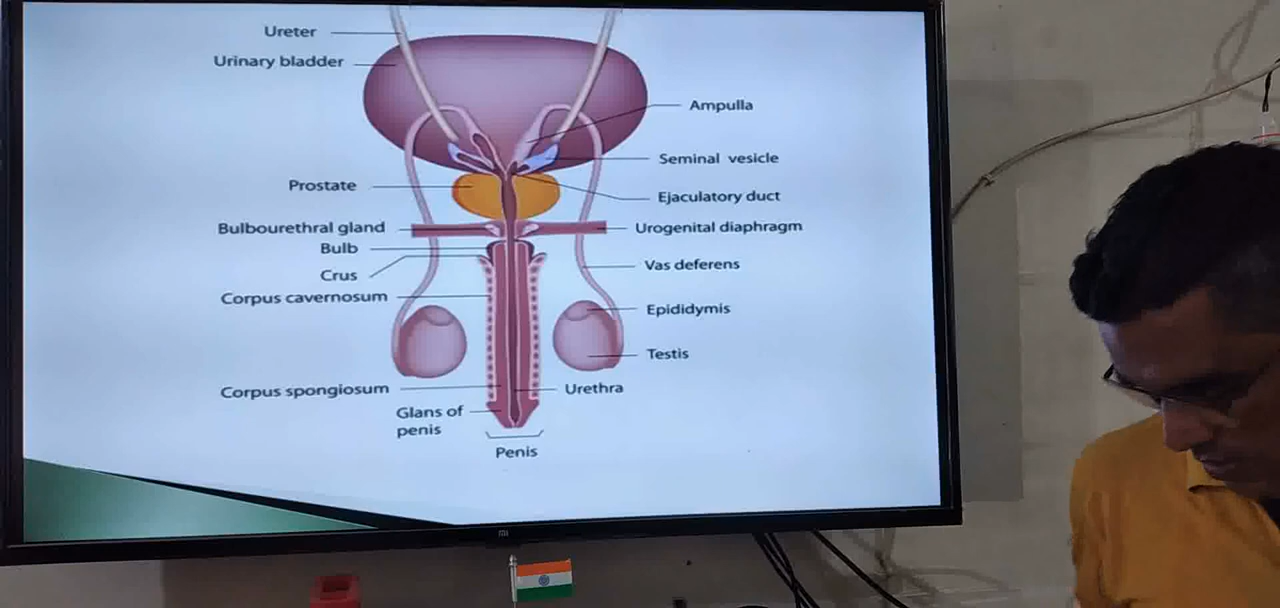 Ureter
Urinary bladder
Ampulla
Seminal vesicle
Prostate
Ejaculatory duct
Bulbourethral gland
Urogenital diaphragm
Bulb
Vas deferens
Crus
Corpus cavernosum
Epididymis
Testis
Corpus spongiosum
Urethra
Glans of
penis
Penis
mi